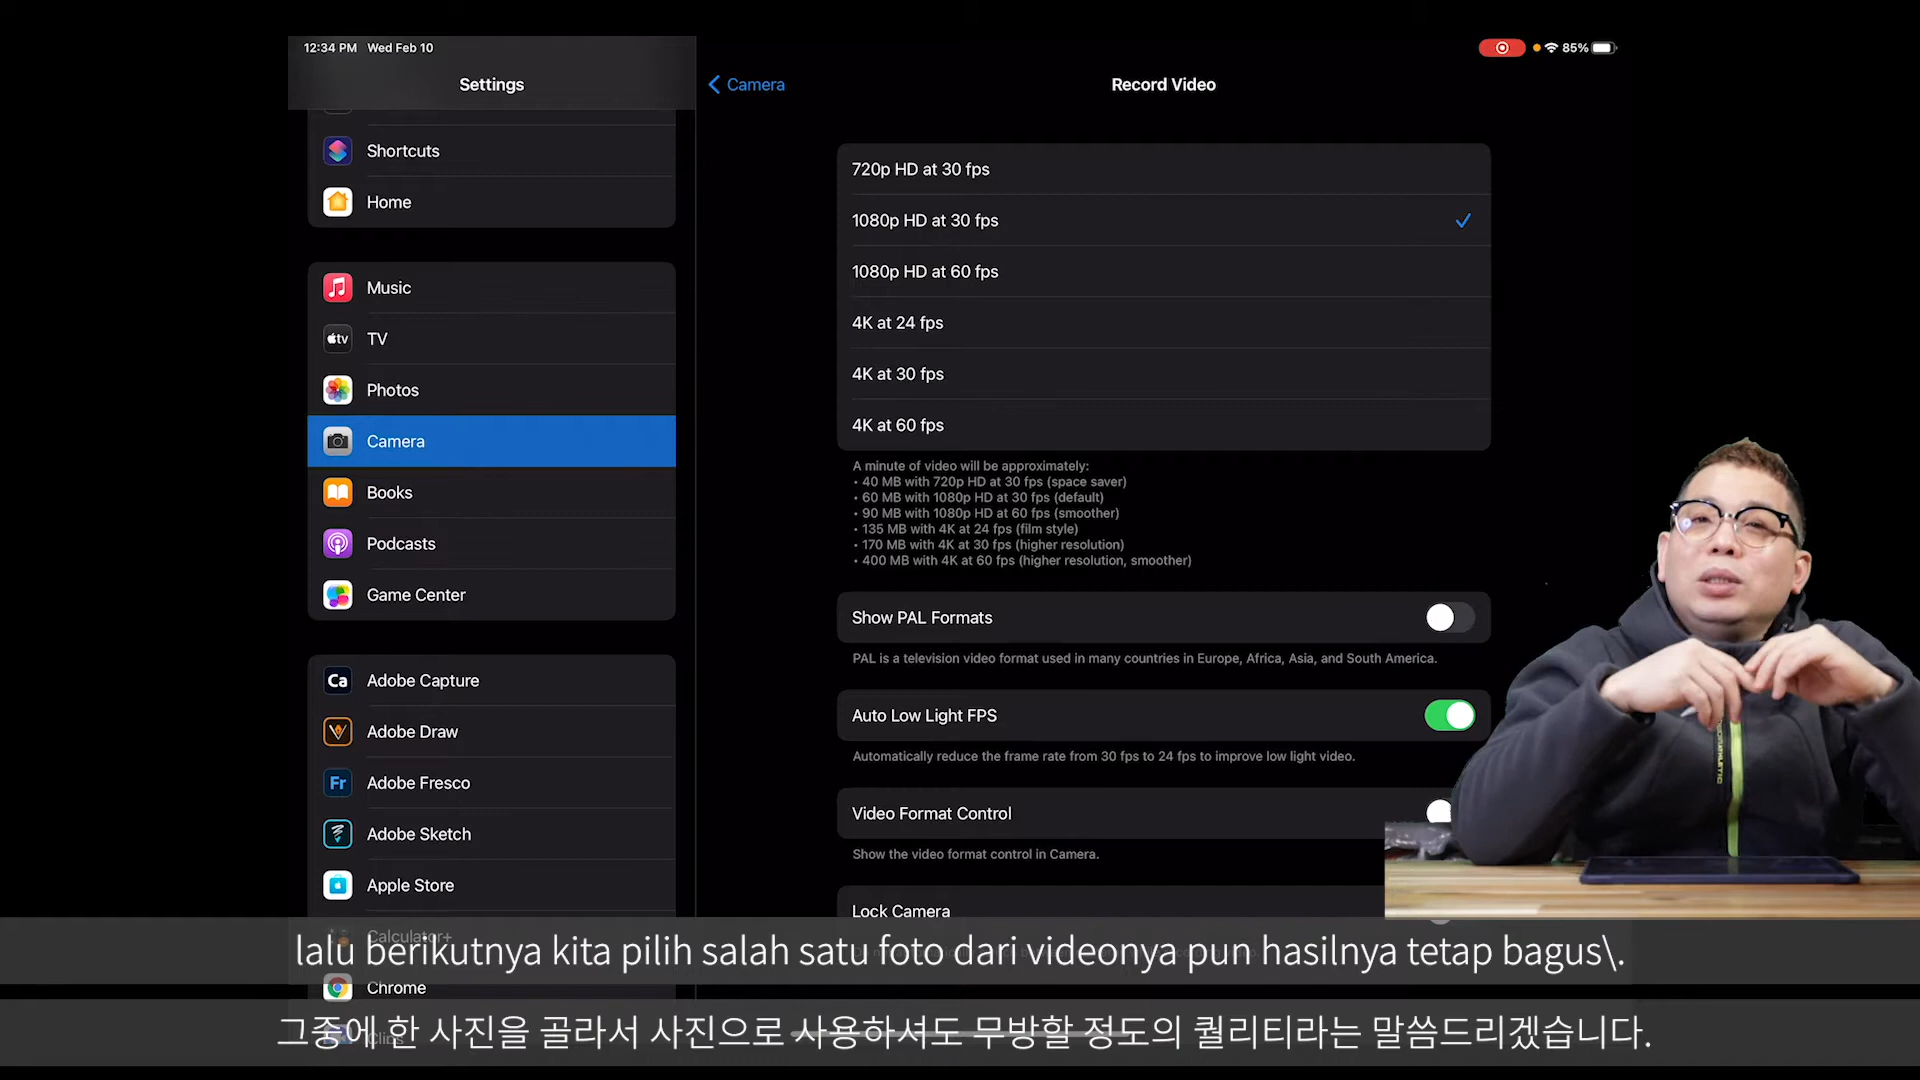 12:34 PM Wed Feb 10
85%
Settings
Camera
Record Video
Shortcuts
Home
Music
tv
TV
Photos
Camera
Books
Podcasts
Game Center
Ca
Adobe Capture
Adobe Draw
Fr
Adobe Fresco
Adobe Sketch
Apple Store
Calculator+
Chrome
Clips
720p HD at 30 fps
1080p HD at 30 fps
1080p HD at 60 fps
4K at 24 fps
4K at 30 fps
4K at 60 fps
A minute of video will be approximately:
• 40 MB with 720p HD at 30 fps (space saver)
• 60 MB with 1080p HD at 30 fps (default)
• 90 MB with 1080p HD at 60 fps (smoother)
• 135 MB with 4K at 24 fps (film style)
• 170 MB with 4K at 30 fps (higher resolution)
• 400 MB with 4K at 60 fps (higher resolution, smoother)
Show PAL Formats
PAL is a television video format used in many countries in Europe, Africa, Asia, and South America.
Auto Low Light FPS
Automatically reduce the frame rate from 30 fps to 24 fps to improve low light video.
Video Format Control
Show the video format control in Camera.
Lock Camera
lalu berikutnya kita pilih salah satu foto dari videonya pun hasilnya tetap bagus\.
그중에 한 사진을 골라서 사진으로 사용하셔도 무방할 정도의 퀄리티라는 말씀드리겠습니다.